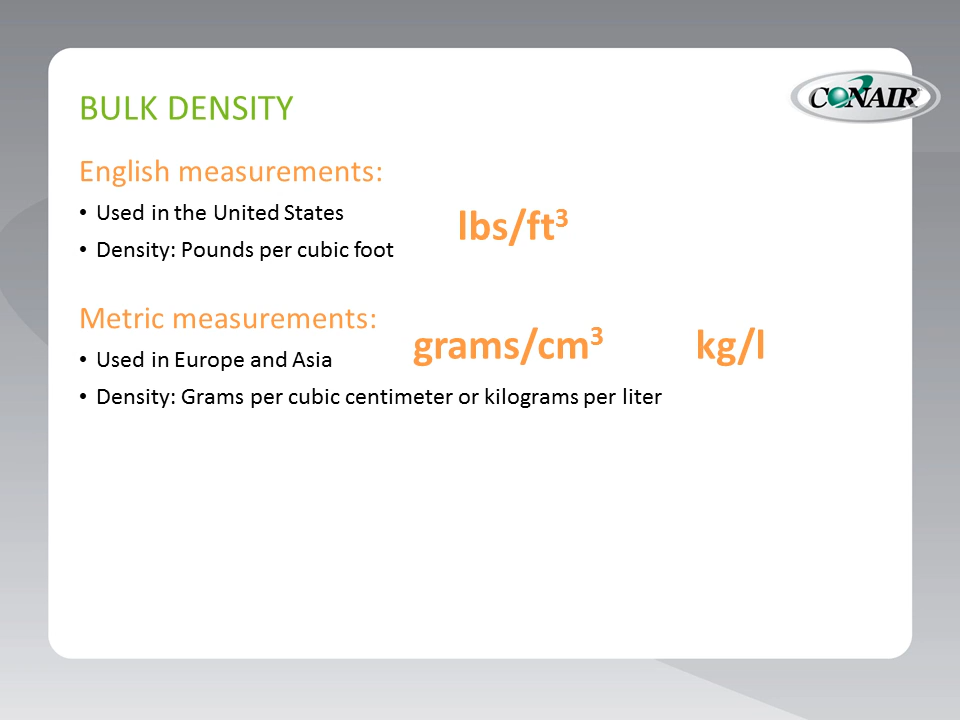 BULK DENSITY
CONAIR
English measurements:
• Used in the United States
• Density: Pounds per cubic foot
lbs/ft³
Metric measurements:
• Used in Europe and Asia
• Density: Grams per cubic centimeter or kilograms per liter
grams/cm³
kg/l